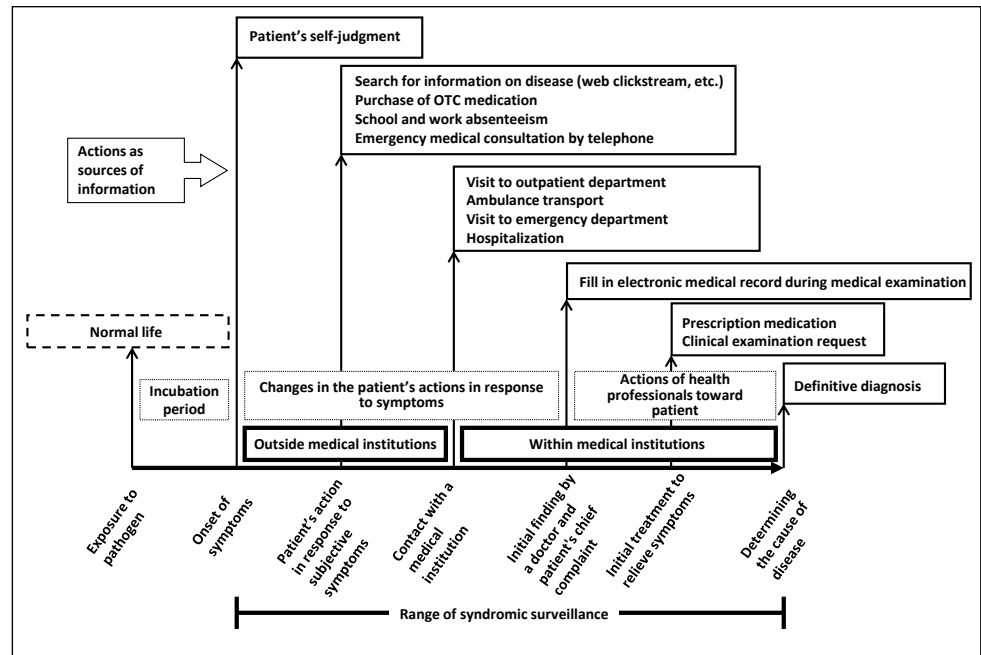 Patient's self-judgment
Search for information on disease (web clickstream, etc.)
Purchase of OTC medication
School and work absenteeism
Emergency medical consultation by telephone
Actions as
sources of
information
Visit to outpatient department
Ambulance transport
Visit to emergency department
Hospitalization
Fill in electronic medical record during medical examination
Normal life
Prescription medication
Clinical examination request
Incubation
period
Changes in the patient's actions in response
to symptoms
Actions of health
professionals toward
patient
Definitive diagnosis
Outside medical institutions
Within medical institutions
Exposure to
pathogen
Onset of
symptoms
Patient's action
in response to
subjective
symptoms
Contact with a
medical
institution
Initial finding by
a doctor and
patient's chief
complaint
Initial treatment to
relieve symptoms
Determining
the cause of
disease
Range of syndromic surveillance